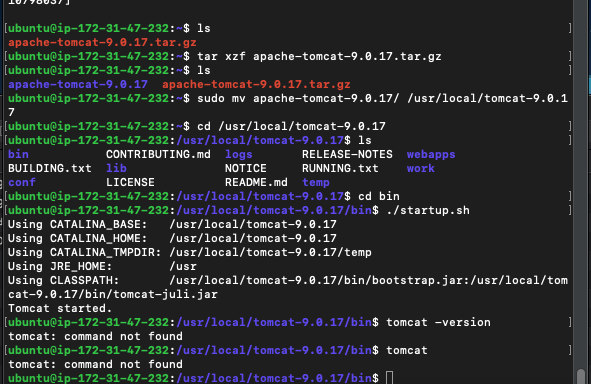 10798037]
[ubuntu@ip-172-31-47-232:~$ ls ]
apache-tomcat-9.0.17.tar.gz
[ubuntu@ip-172-31-47-232:~$ tar xzf apache-tomcat-9.0.17.tar.gz ]
[ubuntu@ip-172-31-47-232:~$ ls ]
apache-tomcat-9.0.17  apache-tomcat-9.0.17.tar.gz
ubuntu@ip-172-31-47-232:~$ sudo mv apache-tomcat-9.0.17/ /usr/local/tomcat-9.0.1
7
[ubuntu@ip-172-31-47-232:~$ cd /usr/local/tomcat-9.0.17 ]
[ubuntu@ip-172-31-47-232:/usr/local/tomcat-9.0.17$ ls ]
bin           CONTRIBUTING.md  logs       RELEASE-NOTES  webapps
BUILDING.txt  lib              NOTICE     RUNNING.txt    work
conf          LICENSE          README.md  temp
[ubuntu@ip-172-31-47-232:/usr/local/tomcat-9.0.17$ cd bin ]
[ubuntu@ip-172-31-47-232:/usr/local/tomcat-9.0.17/bin$ ./startup.sh ]
Using CATALINA_BASE:   /usr/local/tomcat-9.0.17
Using CATALINA_HOME:   /usr/local/tomcat-9.0.17
Using CATALINA_TMPDIR: /usr/local/tomcat-9.0.17/temp
Using JRE_HOME:        /usr
Using CLASSPATH:       /usr/local/tomcat-9.0.17/bin/bootstrap.jar:/usr/local/tom
cat-9.0.17/bin/tomcat-juli.jar
Tomcat started.
[ubuntu@ip-172-31-47-232:/usr/local/tomcat-9.0.17/bin$ tomcat -version ]
tomcat: command not found
[ubuntu@ip-172-31-47-232:/usr/local/tomcat-9.0.17/bin$ tomcat ]
tomcat: command not found
ubuntu@ip-172-31-47-232:/usr/local/tomcat-9.0.17/bin$